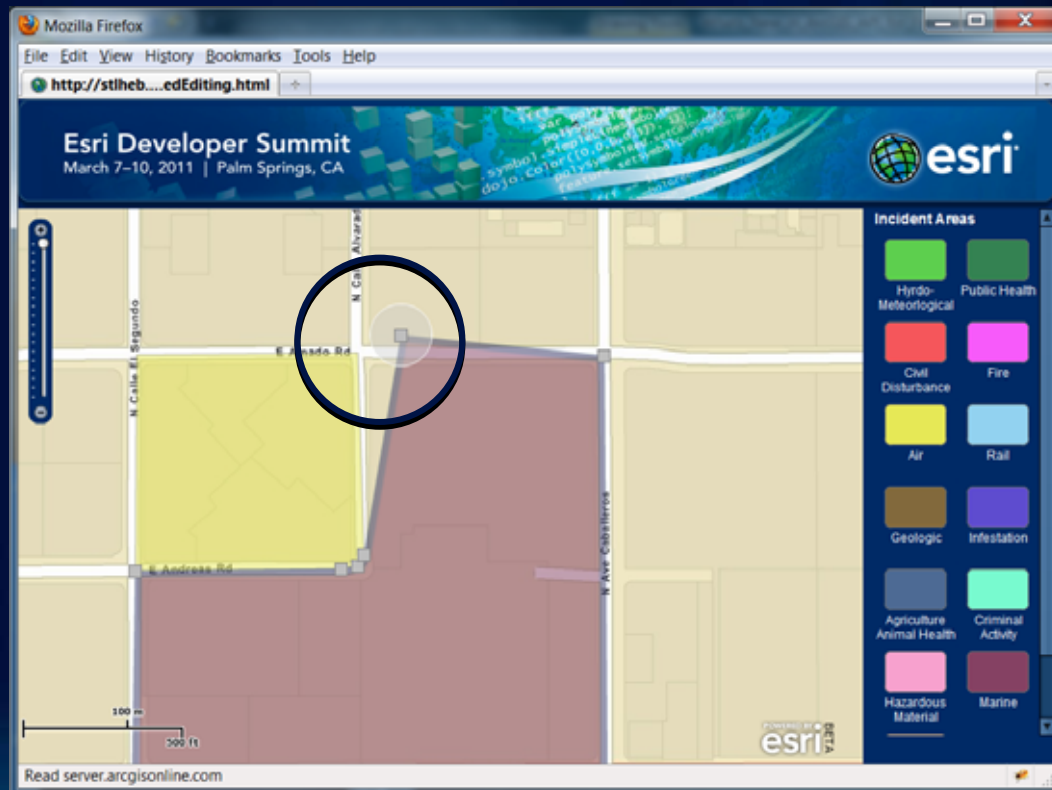 Mozilla Firefox
File Edit View History Bookmarks Tools Help
http://stlheb....edEditing.html
Esri Developer Summit
March 7–10, 2011 | Palm Springs, CA
esri
Incident Areas
Hyrdo-
Meteorlogical
Public Health
Civil
Disturbance
Fire
Air
Rail
Geologic
Infestation
Agriculture
Animal Health
Criminal
Activity
Hazardous
Material
Marine
N Calle El Segundo
E Amado Rd
E Andreas Rd
N Ave Caballeros
100 m
500 ft
POWERED BY
esri
BETA
Read server.arcgisonline.com